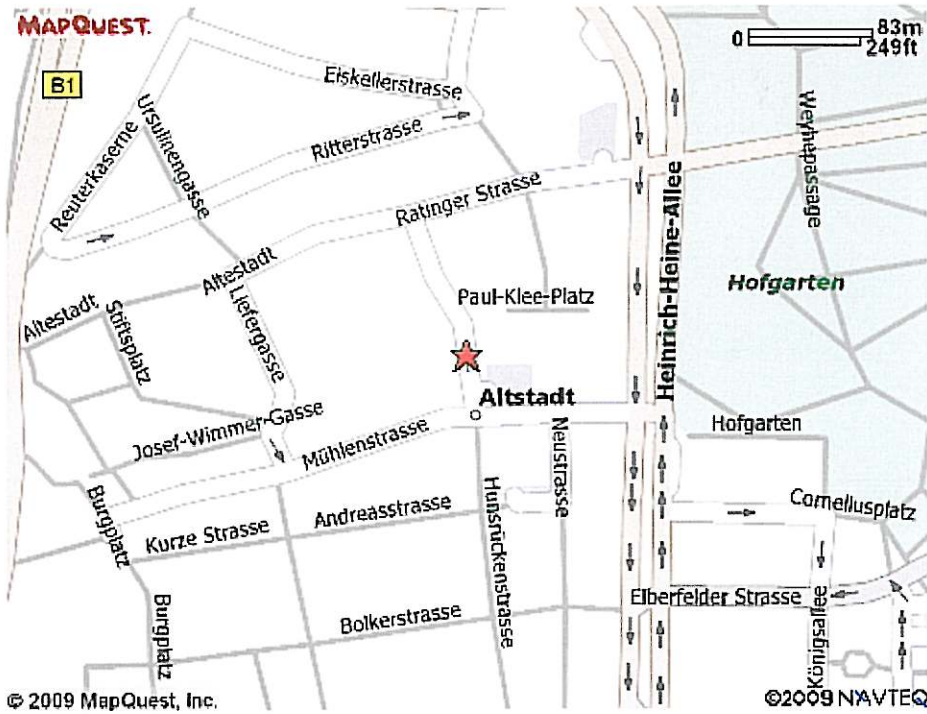 MAPQUEST.
0 83m
249ft
B1
Eiskellerstrasse
Ursulinengasse
Ritterstrasse
Reuterkaserne
Weyhepassage
Ratinger Strasse
Heinrich-Heine-Allee
Altestadt
Hofgarten
Paul-Klee-Platz
Altestadt
Stiftsplatz
Liefergasse
Altstadt
Josef-Wimmer-Gasse
Hofgarten
Mühlenstrasse
Neustrasse
Burgplatz
Hunsrückenstrasse
Corneliusplatz
Andreasstrasse
Kurze Strasse
Elberfelder Strasse
Bolkerstrasse
Burgplatz
Königsallee
© 2009 MapQuest, Inc.
©2009 NAVTEQ